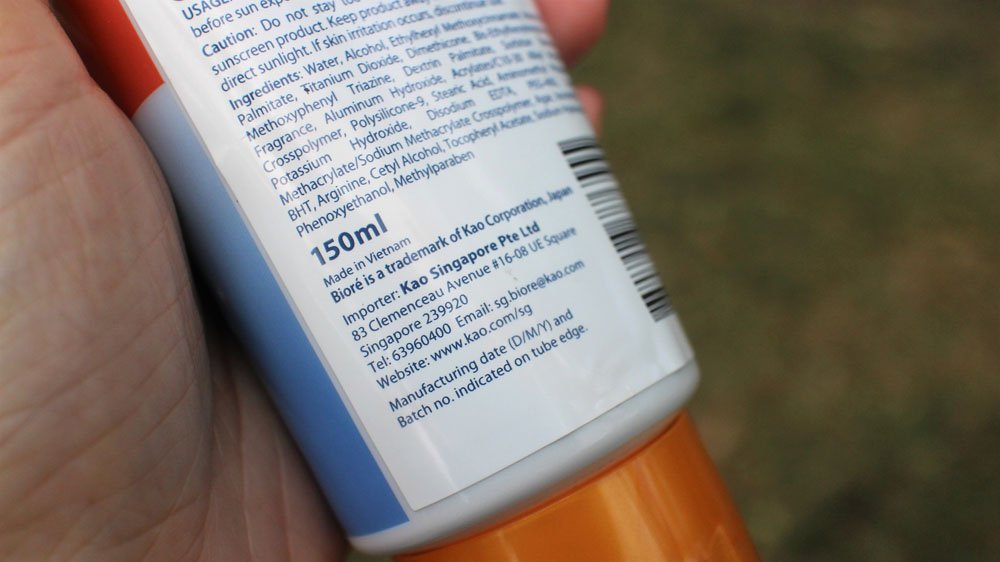 USAGE:
before sun
Caution: Do not stay
sunscreen product. Keep product away
direct sunlight. If skin irritation occurs, discontinue use.
Ingredients: Water, Alcohol, Ethylhexyl Methoxycinnamate,
Palmitate, Titanium Dioxide, Dimethicone,
Methoxyphenyl Triazine, Dextrin Palmitate,
Fragrance, Aluminum Hydroxide,
Crosspolymer, Polysilicone-9, Stearic Acid,
Potassium Hydroxide, Disodium EDTA,
Methacrylate/Sodium Methacrylate Crosspolymer,
BHT, Arginine, Cetyl Alcohol, Tocopheryl Acetate,
Phenoxyethanol, Methylparaben
150ml
Made in Vietnam
Bioré is a trademark of Kao Corporation, Japan
Importer: Kao Singapore Pte Ltd
83 Clemenceau Avenue #16-08 UE Square
Singapore 239920
Tel: 63960400 Email: sg.biore@kao.com
Website: www.kao.com/sg
Manufacturing date (D/M/Y) and
Batch no. indicated on tube edge.